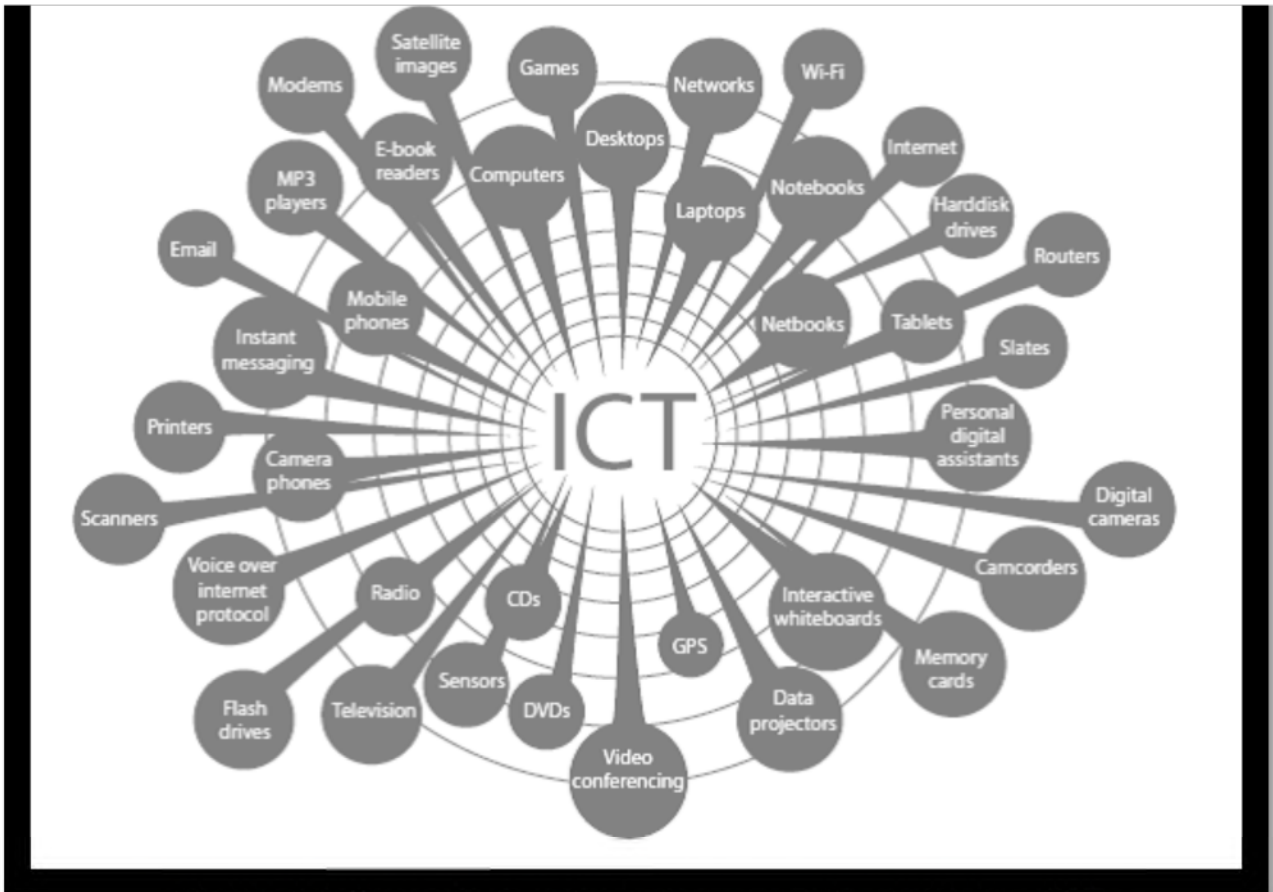 Satellite
images
Games
Networks
Wi-Fi
Modems
Desktops
E-book
readers
Computers
Internet
MP3
players
Notebooks
Laptops
Harddisk
drives
Email
Routers
Mobile
phones
Netbooks
Tablets
Instant
messaging
Slates
ICT
Printers
Personal
digital
assistants
Camera
phones
Scanners
Digital
cameras
Voice over
internet
protocol
Radio
CDs
Interactive
whiteboards
Camcorders
GPS
Memory
cards
Sensors
Flash
drives
Television
DVDs
Data
projectors
Video
conferencing